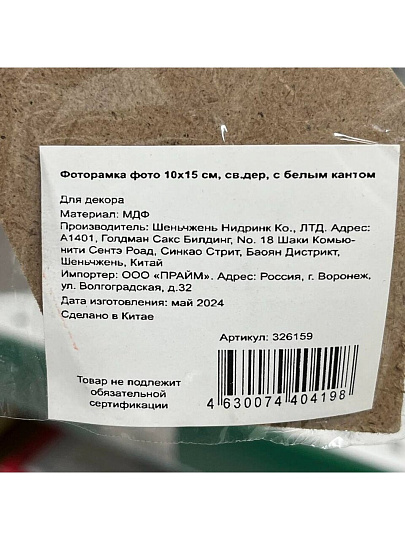 Фоторамка фото 10х15 см, св.дер, с белым кантом
Для декора
Материал: МДФ
Производитель: Шеньчжень Нидринк Ко., ЛТД. Адрес:
А1401, Голдман Сакс Билдинг, No. 18 Шаки Комью-
нити Сентэ Роад, Синкао Стрит, Баоян Дистрикт,
Шеньчжень, Китай
Импортер: ООО «ПРАЙМ». Адрес: Россия, г. Воронеж,
ул. Волгоградская, д.32
Дата изготовления: май 2024
Сделано в Китае
Артикул: 326159
Товар не подлежит
обязательной
сертификации
4 630074 404198